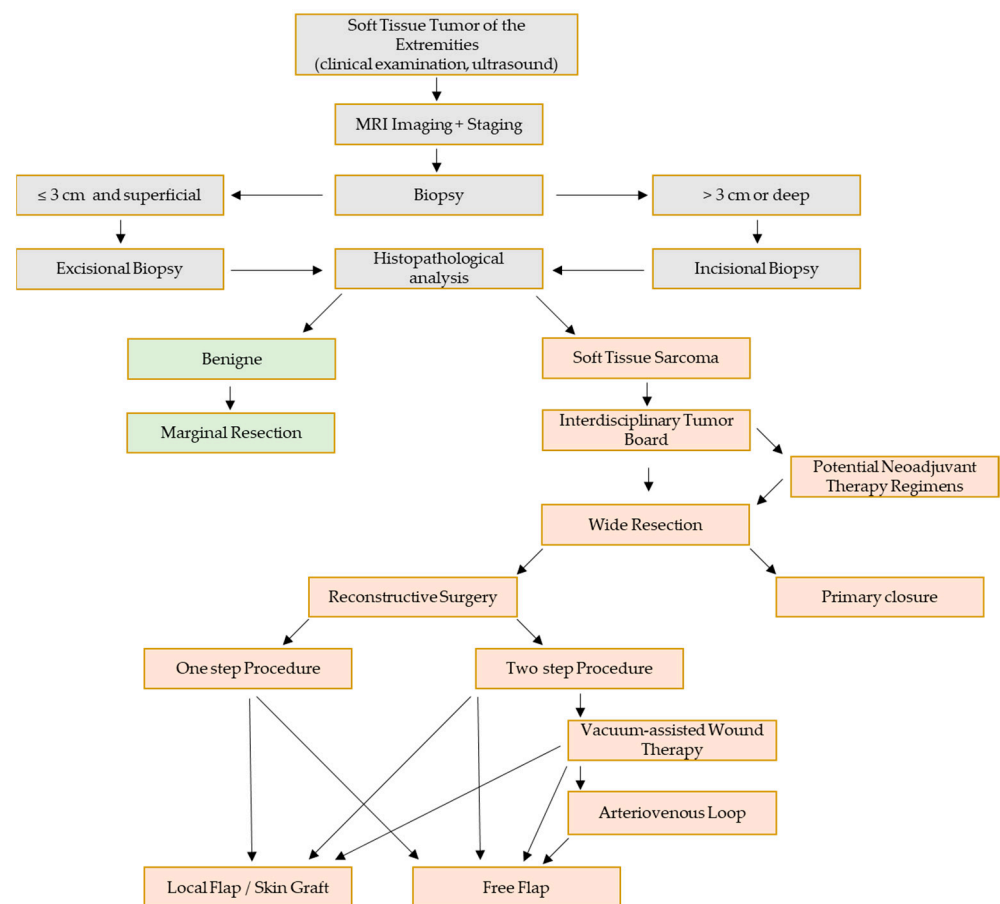 Soft Tissue Tumor of the
Extremities
(clinical examination, ultrasound)
MRI Imaging + Staging
≤ 3 cm and superficial
Biopsy
> 3 cm or deep
Excisional Biopsy
Histopathological
analysis
Incisional Biopsy
Benigne
Soft Tissue Sarcoma
Marginal Resection
Interdisciplinary Tumor
Board
Potential Neoadjuvant
Therapy Regimens
Wide Resection
Reconstructive Surgery
Primary closure
One step Procedure
Two step Procedure
Vacuum-assisted Wound
Therapy
Arteriovenous Loop
Local Flap / Skin Graft
Free Flap